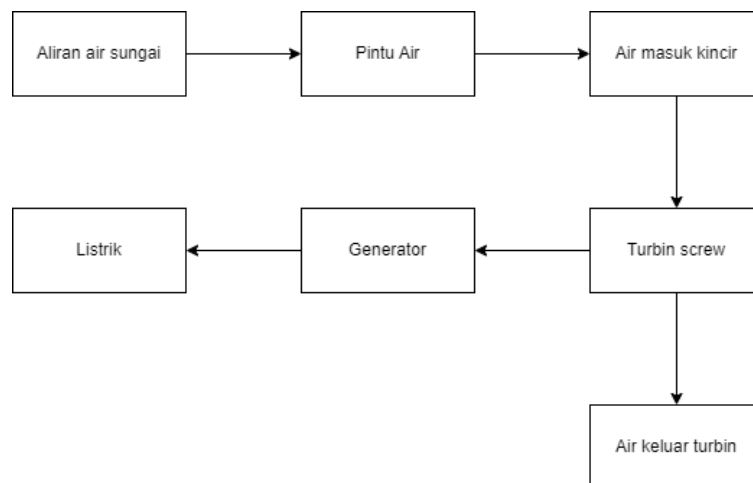 Aliran air sungai
Pintu Air
Air masuk kincir
Listrik
Generator
Turbin screw
Air keluar turbin